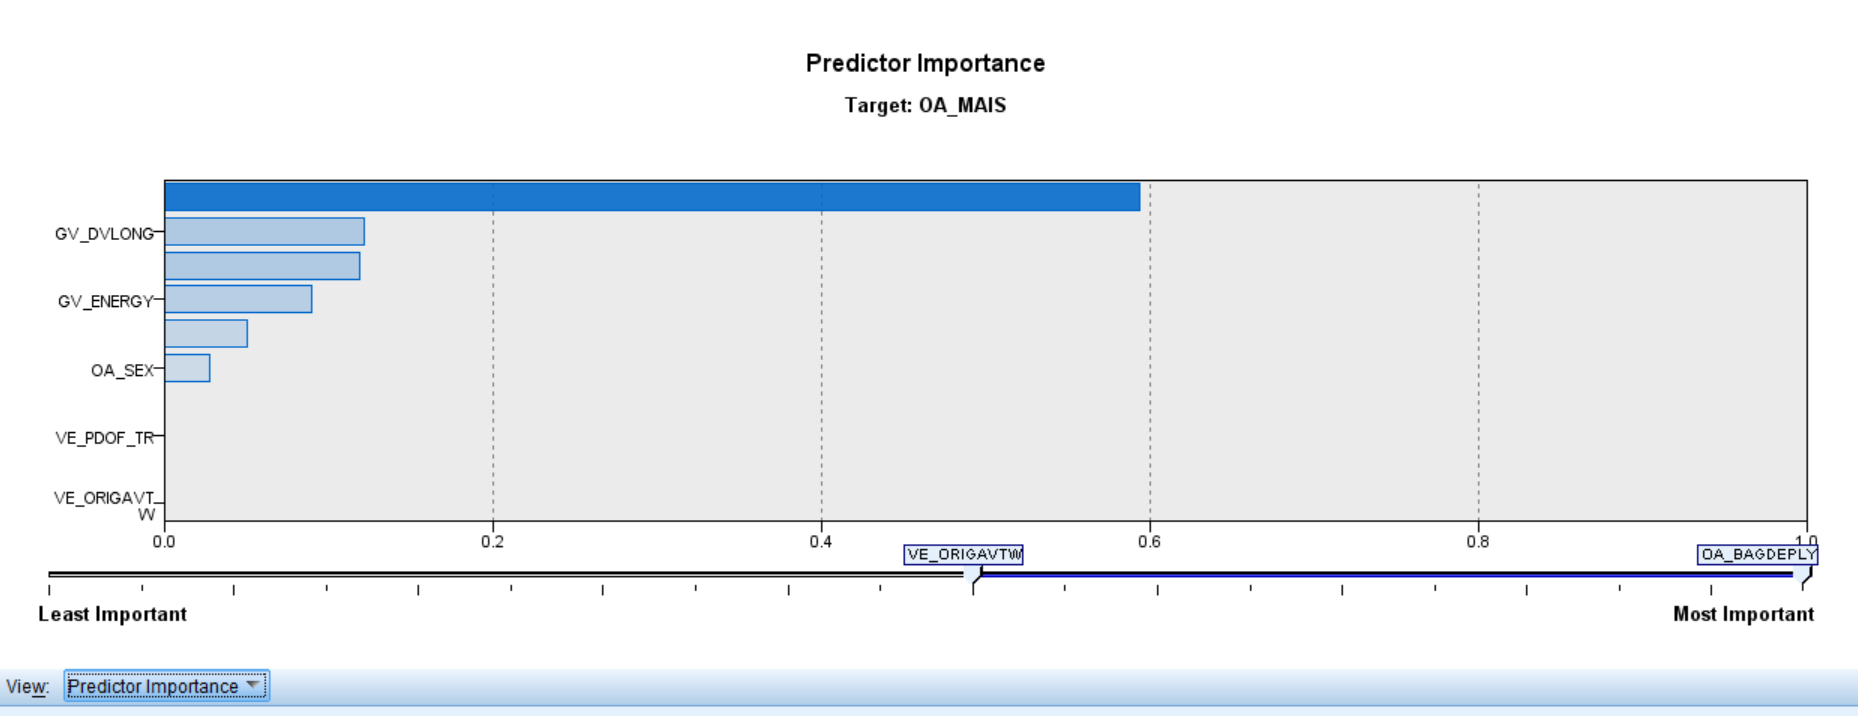 Predictor Importance
Target: OA_MAIS
GV_DVLONG
GV_ENERGY
OA_SEX
VE_PDOF_TR
VE_ORIGAVT
W
0.0 0.2 0.4 0.6 0.8 1.0
VE_ORIGAVTW OA_BAGDEPLY
Least Important Most Important
View: Predictor Importance